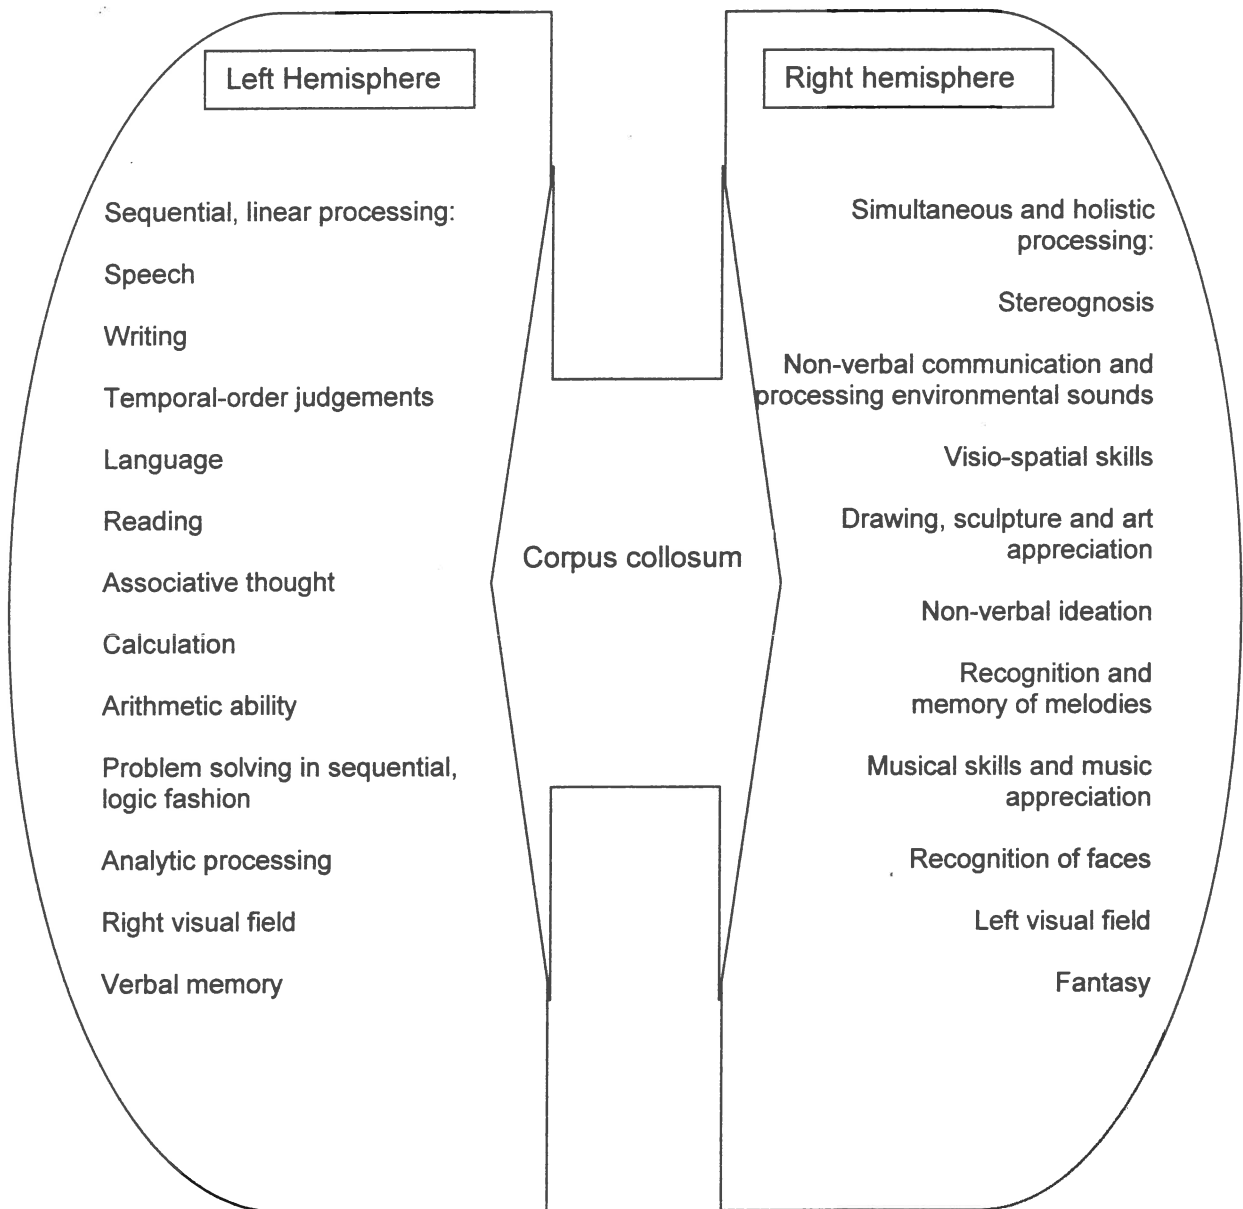 Left Hemisphere
Sequential, linear processing:
Speech
Writing
Temporal-order judgements
Language
Reading
Associative thought
Calculation
Arithmetic ability
Problem solving in sequential,
logic fashion
Analytic processing
Right visual field
Verbal memory
Corpus collosum
Right hemisphere
Simultaneous and holistic
processing:
Stereognosis
Non-verbal communication and
processing environmental sounds
Visio-spatial skills
Drawing, sculpture and art
appreciation
Non-verbal ideation
Recognition and
memory of melodies
Musical skills and music
appreciation
Recognition of faces
Left visual field
Fantasy